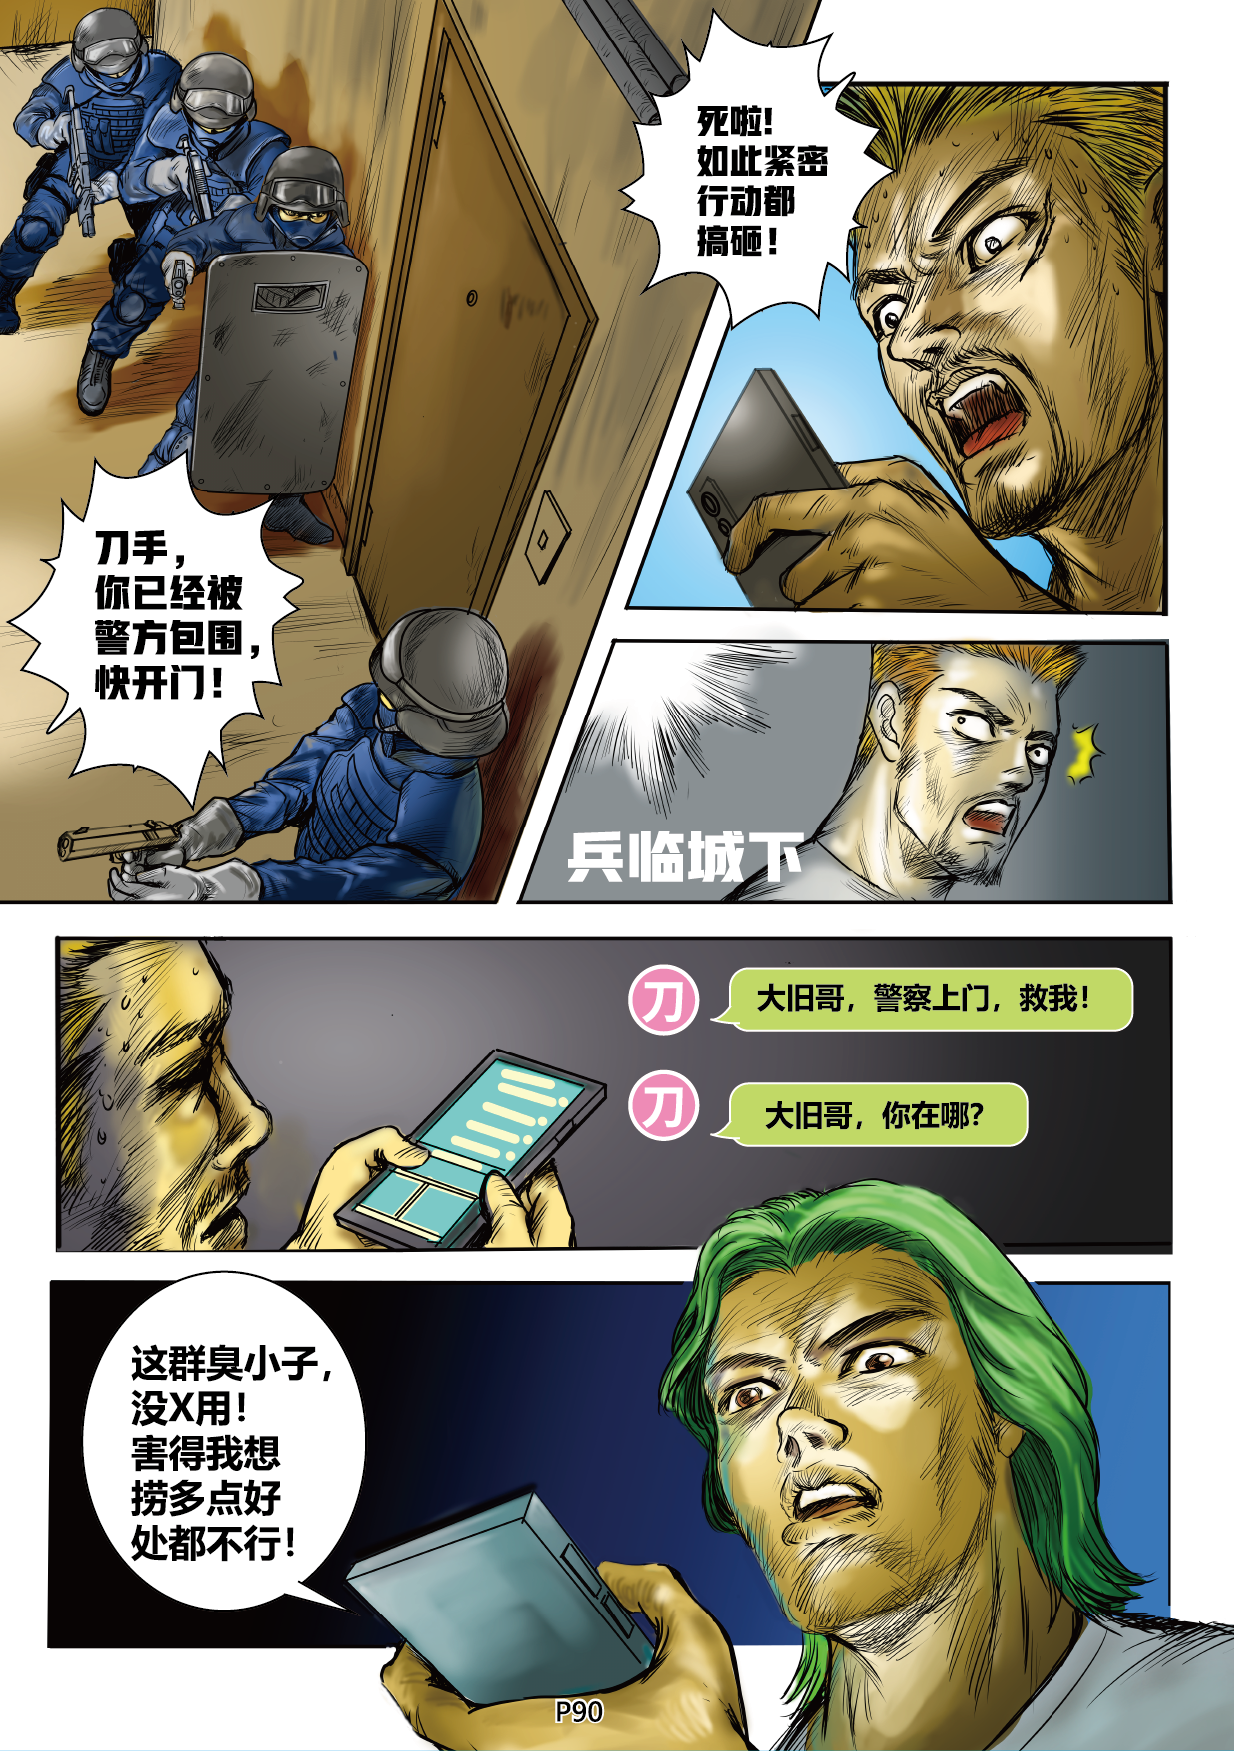 死啦!
如此紧密
行动都
搞砸！
刀手，
你已经被
警方包围，
快开门！
兵临城下
刀
大旧哥，警察上门，救我！
刀
大旧哥，你在哪?
这群臭小子，
没X用！
害得我想
捞多点好
处都不行！
P90